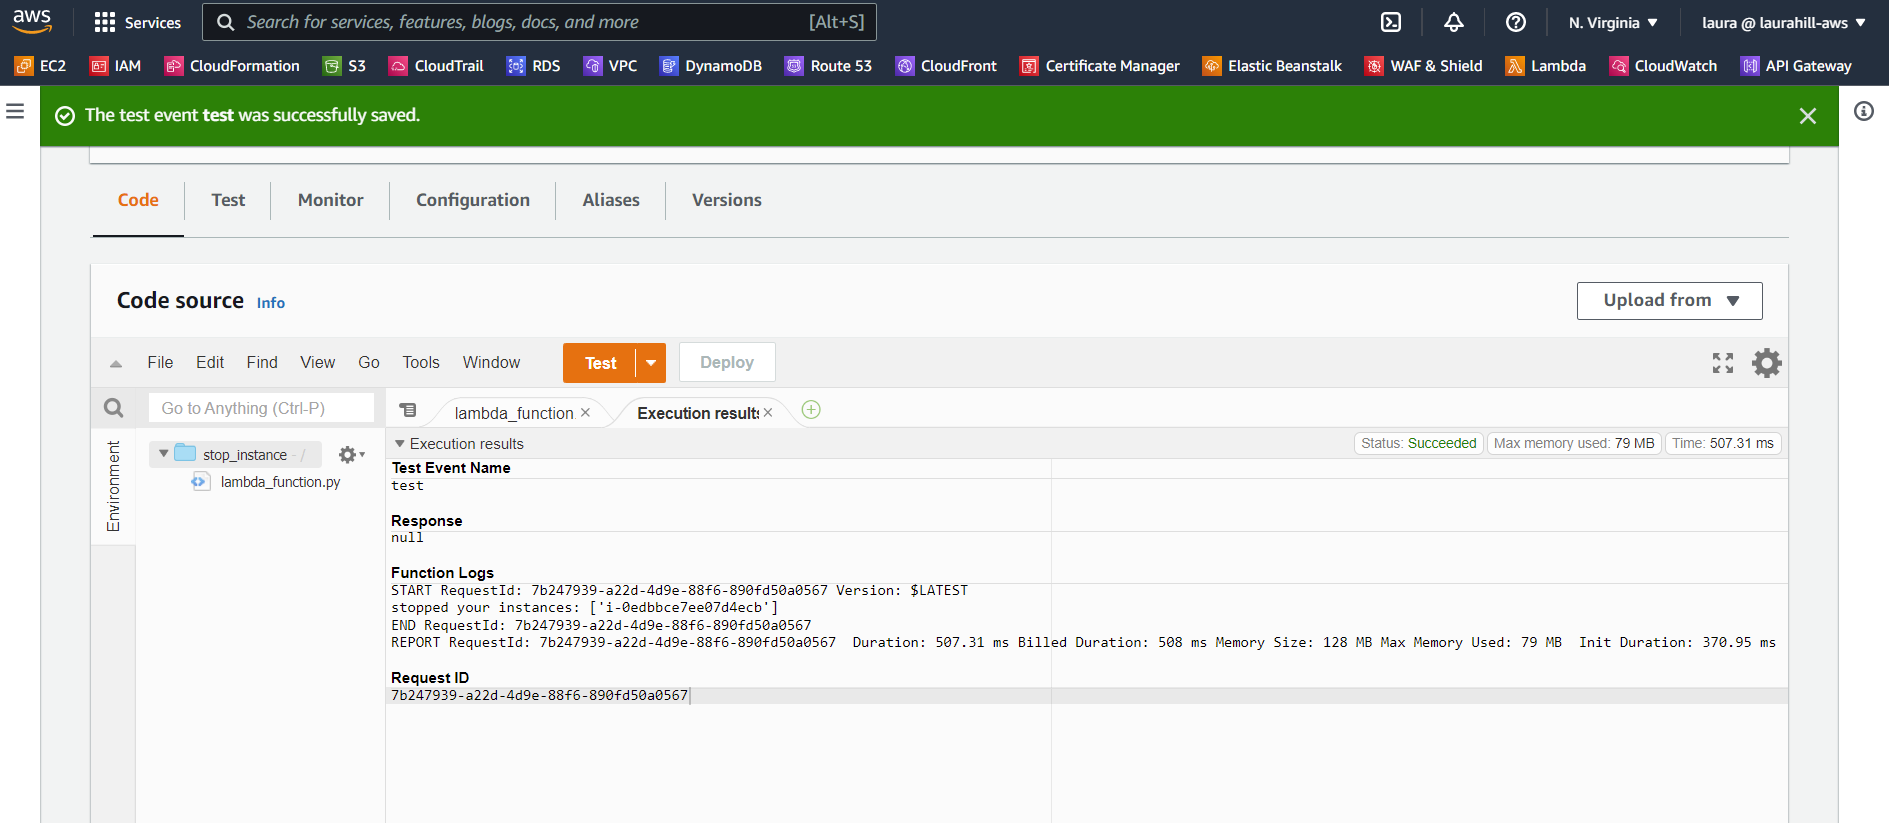 aws Services Search for services, features, blogs, docs, and more [Alt+S] N. Virginia laura @ laurahill-aws
EC2 IAM CloudFormation S3 CloudTrail RDS VPC DynamoDB Route 53 CloudFront Certificate Manager Elastic Beanstalk WAF & Shield Lambda CloudWatch API Gateway
The test event test was successfully saved.
Code Test Monitor Configuration Aliases Versions
Code source Info Upload from
File Edit Find View Go Tools Window Test Deploy
Go to Anything (Ctrl-P) lambda_function Execution results
Execution results Status: Succeeded Max memory used: 79 MB Time: 507.31 ms
Environment
stop_instance - /
lambda_function.py
Test Event Name
test
Response
null
Function Logs
START RequestId: 7b247939-a22d-4d9e-88f6-890fd50a0567 Version: $LATEST
stopped your instances: ['i-0edbbce7ee07d4ecb']
END RequestId: 7b247939-a22d-4d9e-88f6-890fd50a0567
REPORT RequestId: 7b247939-a22d-4d9e-88f6-890fd50a0567 Duration: 507.31 ms Billed Duration: 508 ms Memory Size: 128 MB Max Memory Used: 79 MB Init Duration: 370.95 ms
Request ID
7b247939-a22d-4d9e-88f6-890fd50a0567